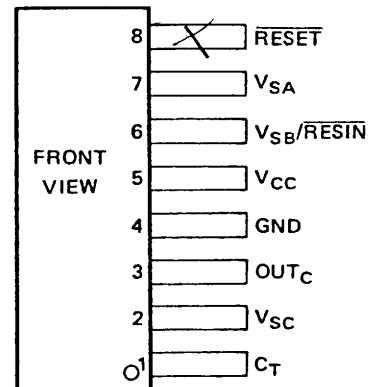 8 RESET
7 VSA
6 VSB/RESIN
FRONT
VIEW
5 VCC
4 GND
3 OUTC
2 VSC
1 CT